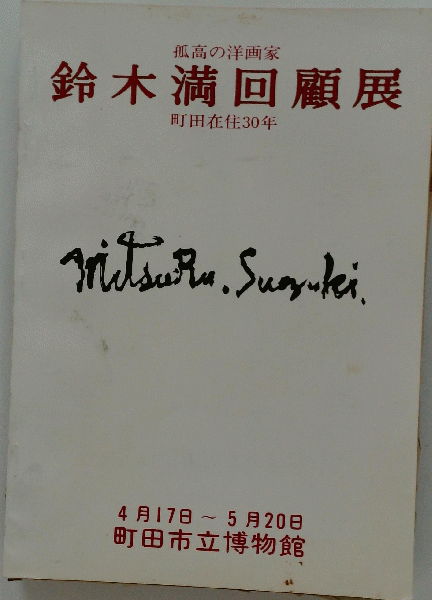 孤高の洋画家
鈴木満回顧展
町田在住30年
mitsuRu. Suzuki.
4月17日～5月20日
町田市立博物館